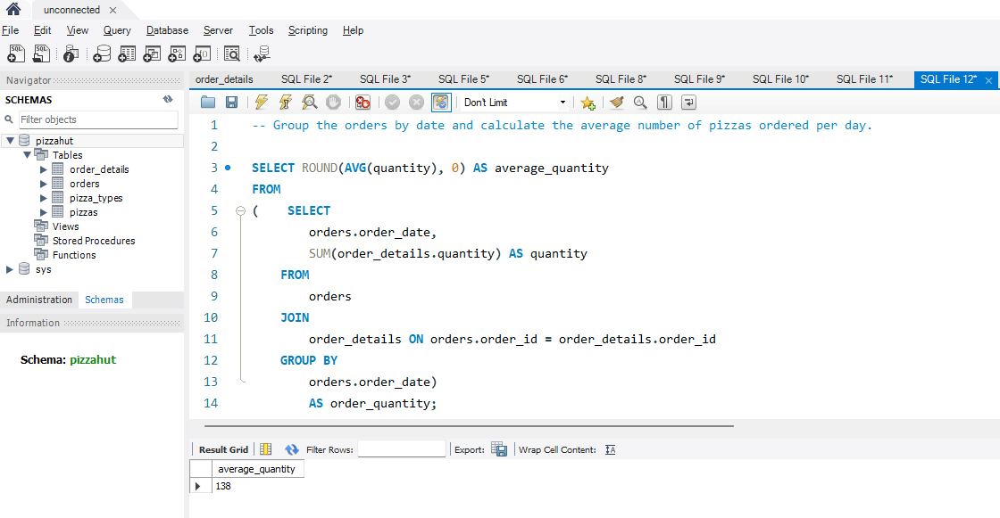 unconnected ×
File Edit View Query Database Server Tools Scripting Help
Navigator
SCHEMAS
Filter objects
pizzahut
Tables
order_details
orders
pizza_types
pizzas
Views
Stored Procedures
Functions
sys
Administration Schemas
Information
Schema: pizzahut
order_details SQL File 2* SQL File 3* SQL File 5* SQL File 6* SQL File 8* SQL File 9* SQL File 10* SQL File 11* SQL File 12* ×
Don't Limit
1 -- Group the orders by date and calculate the average number of pizzas ordered per day.
2
3 SELECT ROUND(AVG(quantity), 0) AS average_quantity
4 FROM
5 ( SELECT
6 orders.order_date,
7 SUM(order_details.quantity) AS quantity
8 FROM
9 orders
10 JOIN
11 order_details ON orders.order_id = order_details.order_id
12 GROUP BY
13 orders.order_date)
14 AS order_quantity;
Result Grid Filter Rows: Export: Wrap Cell Content:
average_quantity
138